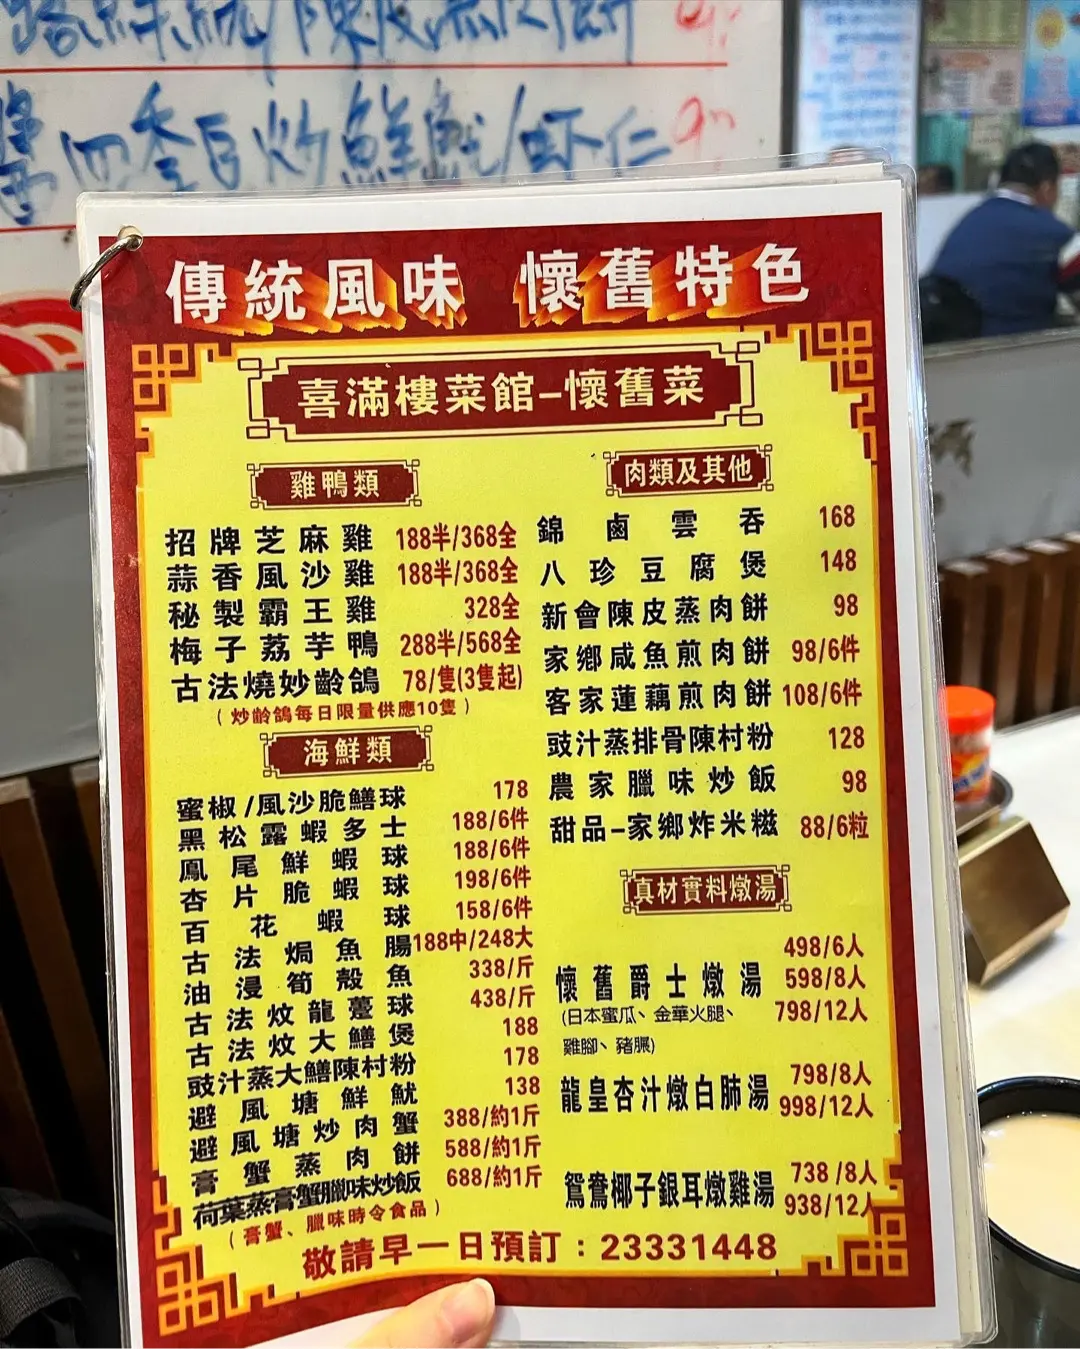 四季豆炒鮮魷/虾仁
傳統風味 懷舊特色
喜滿樓菜館-懷舊菜
雞鴨類
招牌芝麻雞 188半/368全
蒜香風沙雞 188半/368全
秘製霸王雞 328全
梅子荔芋鴨 288半/568全
古法燒妙齡鴿 78/隻(3隻起)
(炒齡鴿每日限量供應10隻)
海鮮類
蜜椒/風沙脆鱔球 178
黑松露蝦多士 188/6件
鳳尾鮮蝦球 188/6件
杏片脆蝦球 198/6件
百花蝦球 158/6件
古法焗魚腸 188中/248大
油浸筍殼魚 338/斤
古法炆龍躉球 438/斤
古法炆大鱔煲 188
豉汁蒸大鱔陳村粉 178
避風塘鮮魷 138
避風塘炒肉蟹 388/約1斤
膏蟹蒸肉餅 588/約1斤
荷葉蒸膏蟹臘味炒飯 688/約1斤
(膏蟹、臘味時令食品)
肉類及其他
錦鹵雲吞 168
八珍豆腐煲 148
新會陳皮蒸肉餅 98
家鄉咸魚煎肉餅 98/6件
客家蓮藕煎肉餅 108/6件
豉汁蒸排骨陳村粉 128
農家臘味炒飯 98
甜品-家鄉炸米糍 88/6粒
真材實料燉湯
498/6人
懷舊爵士燉湯 598/8人
(日本蜜瓜、金華火腿、 798/12人
雞腳、豬𦟌)
798/8人
龍皇杏汁燉白肺湯 998/12人
鴛鴦椰子銀耳燉雞湯 738/8人
938/12人
敬請早一日預訂：23331448